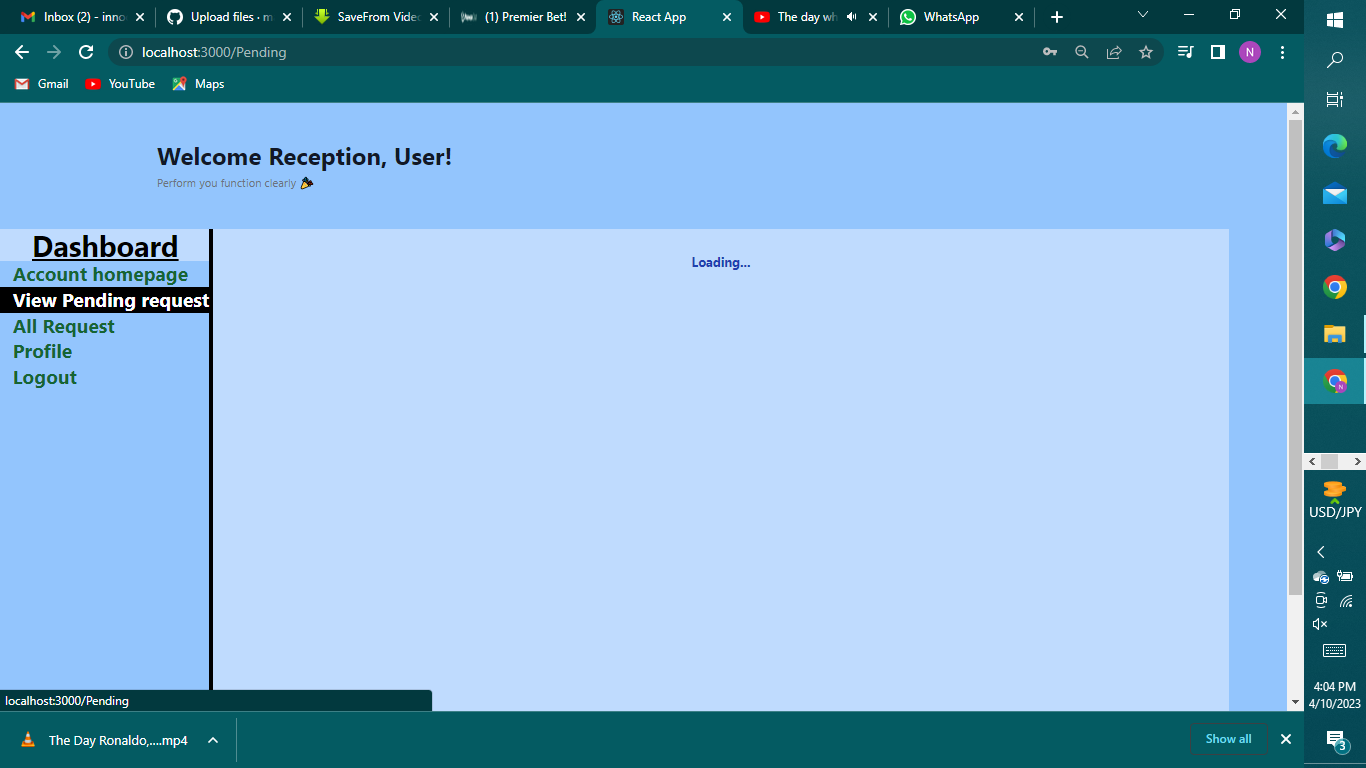 Inbox (2) - inno
Upload files · m
SaveFrom Video
(1) Premier Bet!
React App
The day wh
WhatsApp
localhost:3000/Pending
N
Gmail
YouTube
Maps
Welcome Reception, User!
Perform you function clearly
Dashboard
Account homepage
View Pending request
All Request
Profile
Logout
Loading...
localhost:3000/Pending
The Day Ronaldo,....mp4
Show all
USD/JPY
4:04 PM
4/10/2023
3